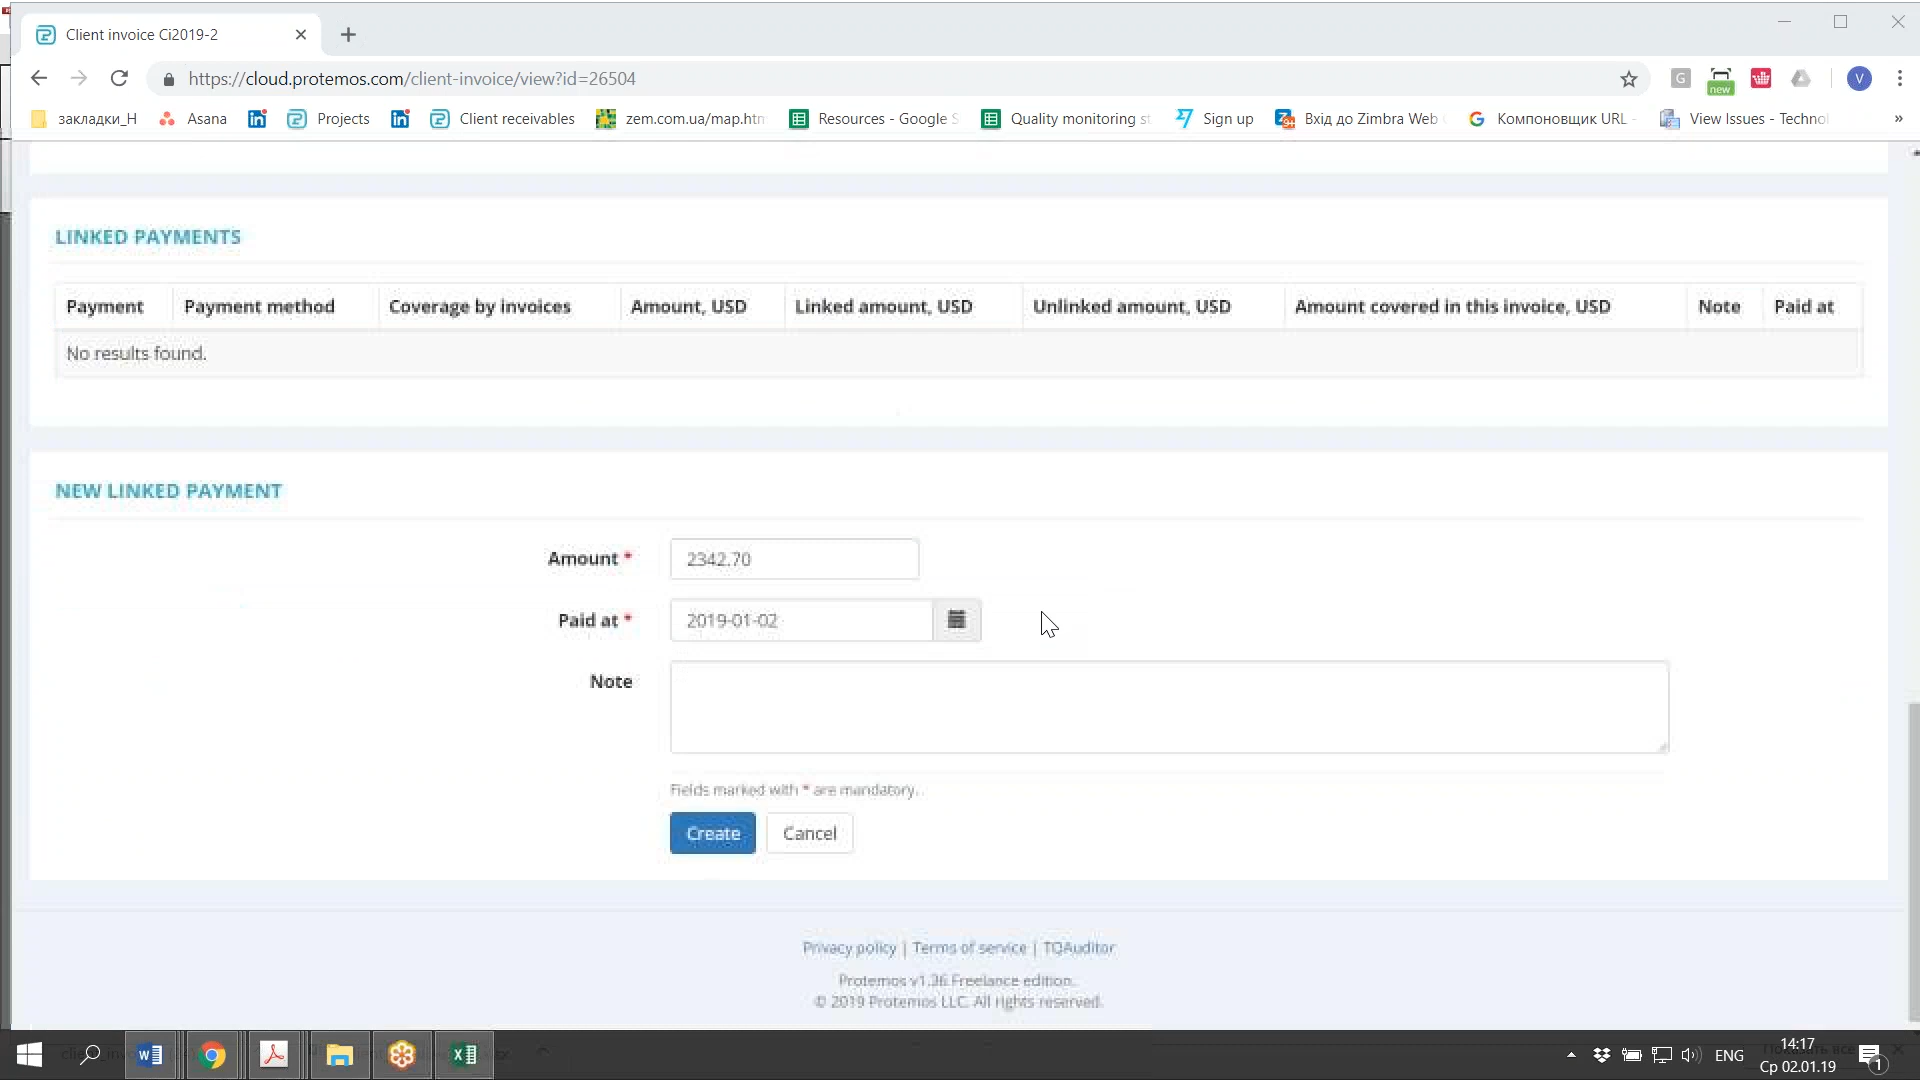 Client invoice Ci2019-2
https://cloud.protemos.com/client-invoice/view?id=26504
G
new
V
закладки_Н
Asana
Projects
Client receivables
zem.com.ua/map.htm
Resources - Google S
Quality monitoring st
Sign up
Вхід до Zimbra Web
Компоновщик URL -
View Issues - Technol
»
LINKED PAYMENTS
Payment Payment method Coverage by invoices Amount, USD Linked amount, USD Unlinked amount, USD Amount covered in this invoice, USD Note Paid at
No results found.
NEW LINKED PAYMENT
Amount * 2342.70
Paid at * 2019-01-02
Note
Fields marked with * are mandatory.
Create Cancel
Privacy policy | Terms of service | TQAuditor
Protemos v1.36 Freelance edition.
© 2019 Protemos LLC. All rights reserved.
ENG
14:17
Ср 02.01.19
1